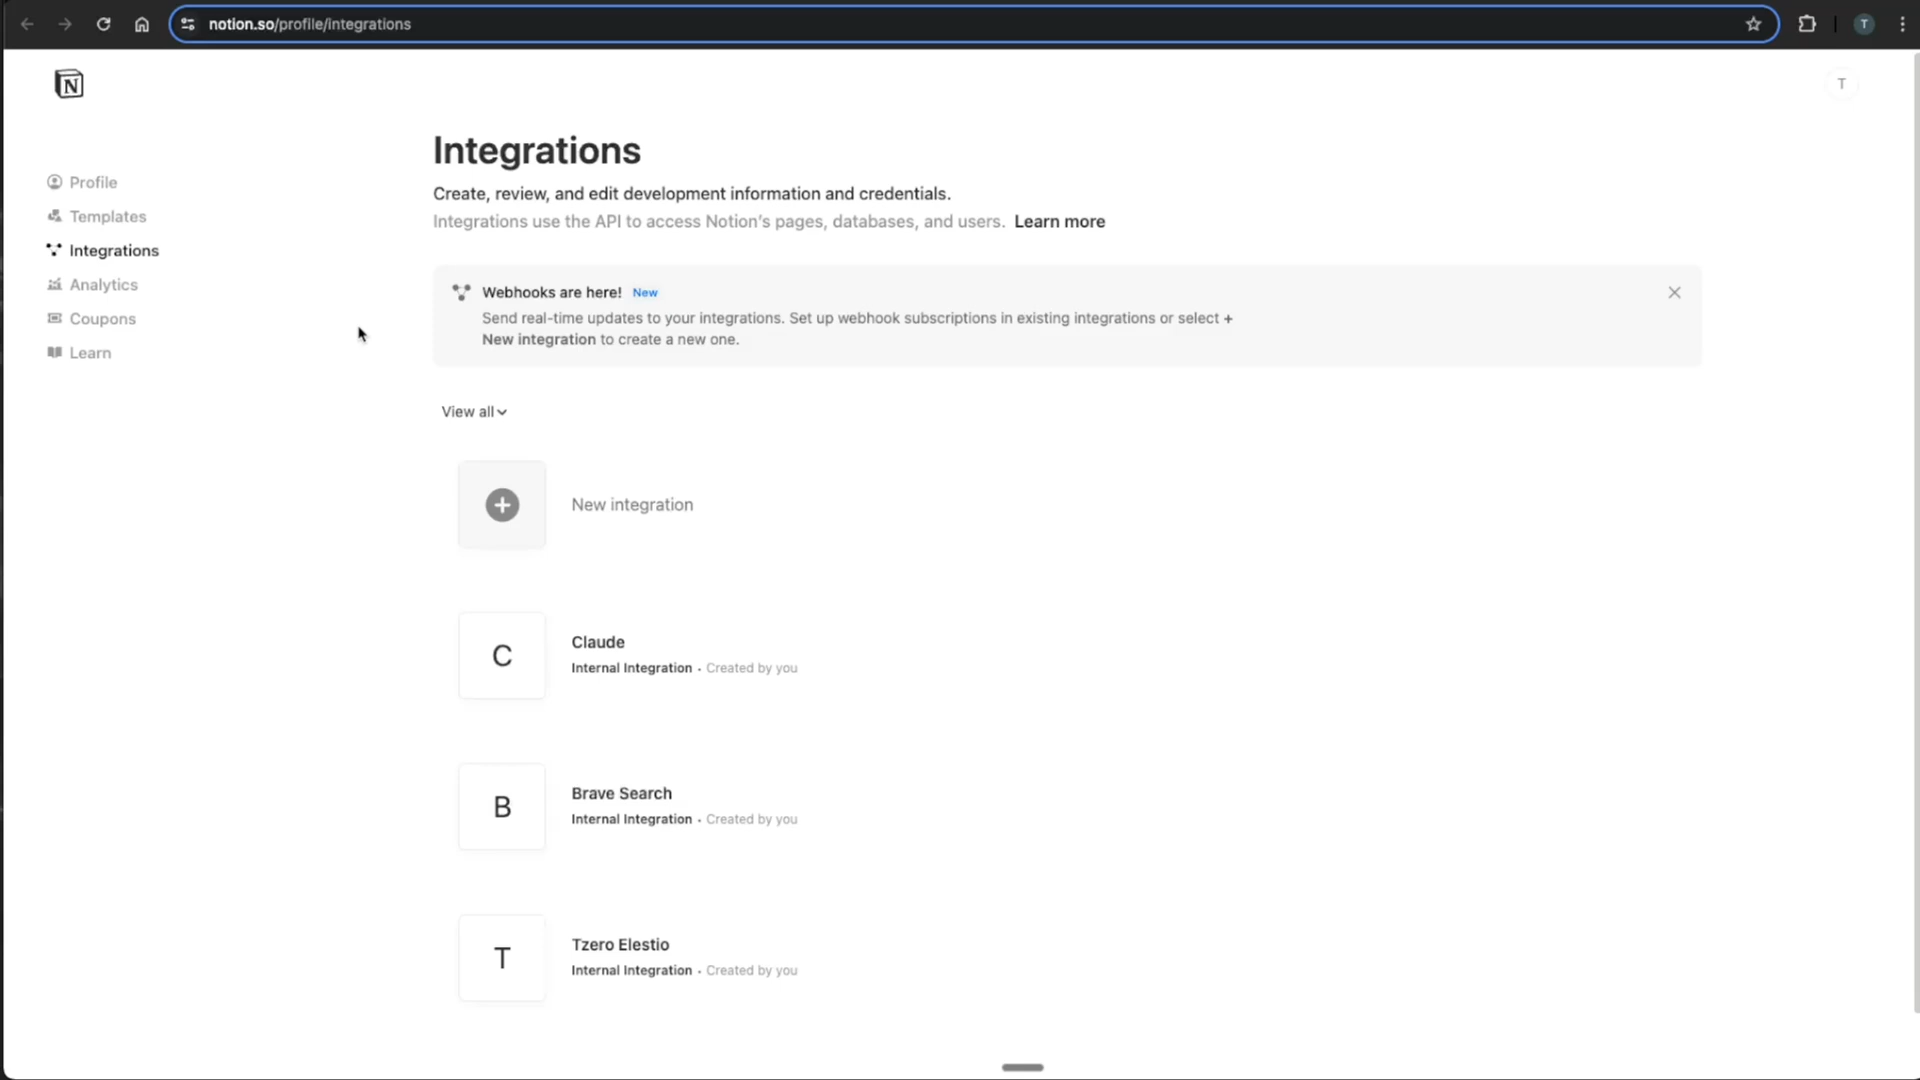 notion.so/profile/integrations
T
N
T
Profile
Templates
Integrations
Analytics
Coupons
Learn
Integrations
Create, review, and edit development information and credentials.
Integrations use the API to access Notion's pages, databases, and users. Learn more
Webhooks are here! New
Send real-time updates to your integrations. Set up webhook subscriptions in existing integrations or select +
New integration to create a new one.
View all
New integration
C
Claude
Internal Integration • Created by you
B
Brave Search
Internal Integration • Created by you
T
Tzero Elestio
Internal Integration • Created by you